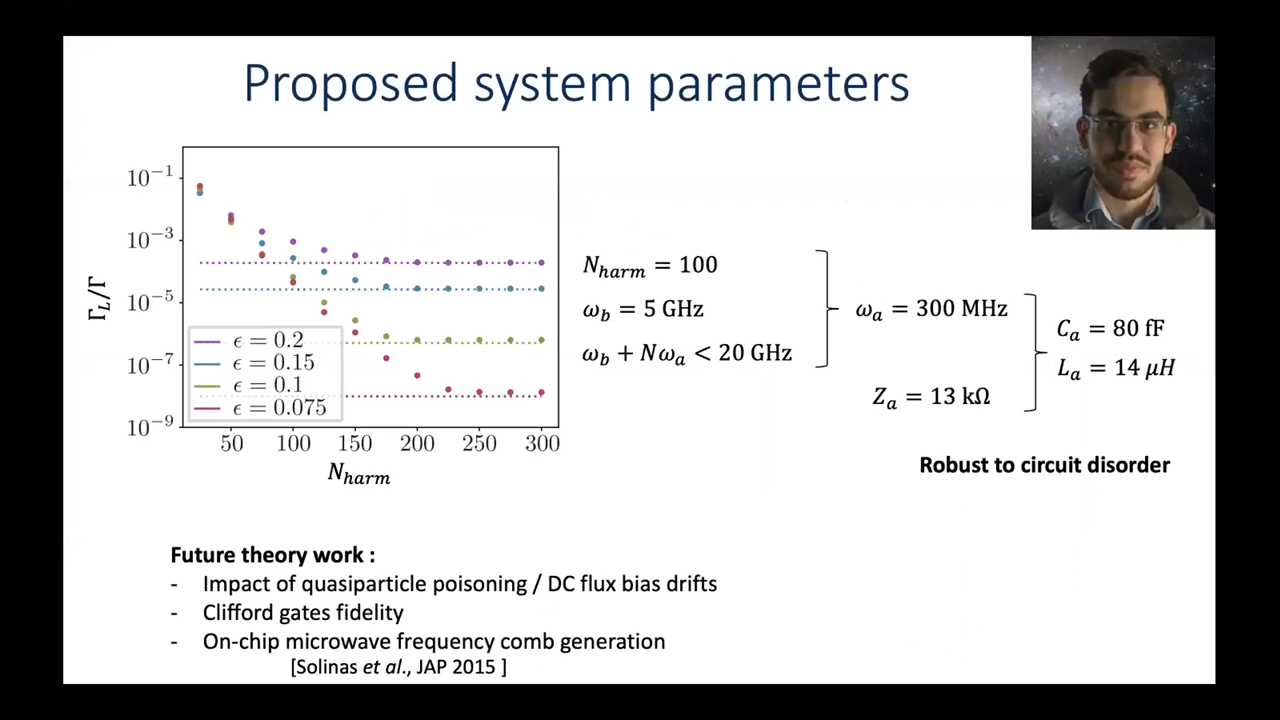 Proposed system parameters
10⁻¹
10⁻³
10⁻⁵
10⁻⁷
10⁻⁹
Γ_L/Γ
ϵ = 0.2
ϵ = 0.15
ϵ = 0.1
ϵ = 0.075
50 100 150 200 250 300
N_harm
N_harm = 100
ω_b = 5 GHz
ω_b + Nω_a < 20 GHz
ω_a = 300 MHz
Z_a = 13 kΩ
C_a = 80 fF
L_a = 14 μH
Robust to circuit disorder
Future theory work :
- Impact of quasiparticle poisoning / DC flux bias drifts
- Clifford gates fidelity
- On-chip microwave frequency comb generation
[Solinas et al., JAP 2015 ]